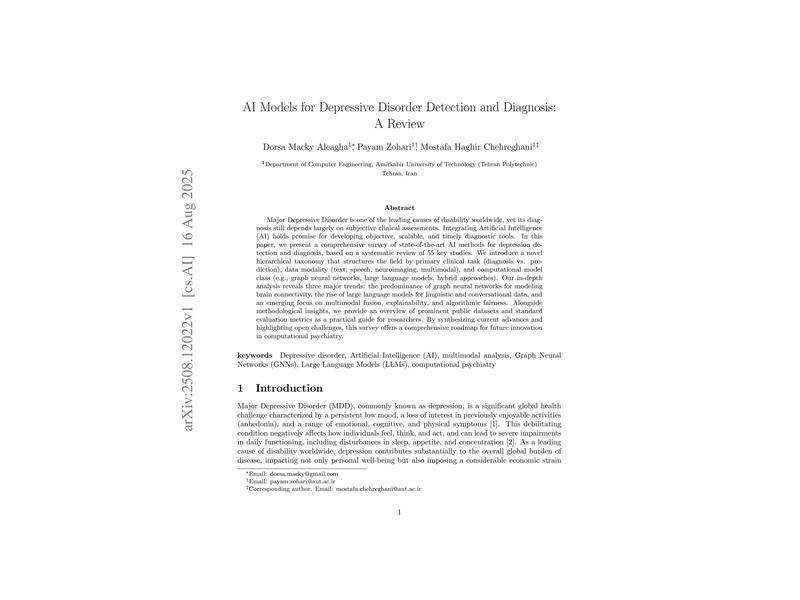 AI Models for Depressive Disorder Detection and Diagnosis:
A Review
Dorsa Macky Aleagha¹*, Payam Zohari¹†, Mostafa Haghir Chehreghani¹‡
¹Department of Computer Engineering, Amirkabir University of Technology (Tehran Polytechnic)
Tehran, Iran
Abstract
Major Depressive Disorder is one of the leading causes of disability worldwide, yet its diag-
nosis still depends largely on subjective clinical assessments. Integrating Artificial Intelligence
(AI) holds promise for developing objective, scalable, and timely diagnostic tools. In this
paper, we present a comprehensive survey of state-of-the-art AI methods for depression de-
tection and diagnosis, based on a systematic review of 55 key studies. We introduce a novel
hierarchical taxonomy that structures the field by primary clinical task (diagnosis vs. pre-
diction), data modality (text, speech, neuroimaging, multimodal), and computational model
class (e.g., graph neural networks, large language models, hybrid approaches). Our in-depth
analysis reveals three major trends: the predominance of graph neural networks for modeling
brain connectivity, the rise of large language models for linguistic and conversational data, and
an emerging focus on multimodal fusion, explainability, and algorithmic fairness. Alongside
methodological insights, we provide an overview of prominent public datasets and standard
evaluation metrics as a practical guide for researchers. By synthesizing current advances and
highlighting open challenges, this survey offers a comprehensive roadmap for future innovation
in computational psychiatry.
keywords Depressive disorder, Artificial Intelligence (AI), multimodal analysis, Graph Neural
Networks (GNNs), Large Language Models (LLMs), computational psychiatry
1 Introduction
Major Depressive Disorder (MDD), commonly known as depression, is a significant global health
challenge characterized by a persistent low mood, a loss of interest in previously enjoyable activities
(anhedonia), and a range of emotional, cognitive, and physical symptoms [1]. This debilitating
condition negatively affects how individuals feel, think, and act, and can lead to severe impairments
in daily functioning, including disturbances in sleep, appetite, and concentration [2]. As a leading
cause of disability worldwide, depression contributes substantially to the overall global burden of
disease, impacting not only personal well-being but also imposing a considerable economic strain
*Email: dorsa.macky@gmail.com
†Email: payam.zohari@aut.ac.ir
‡Corresponding author. Email: mostafa.chehreghani@aut.ac.ir
1
arXiv:2508.12022v1 [cs.AI] 16 Aug 2025